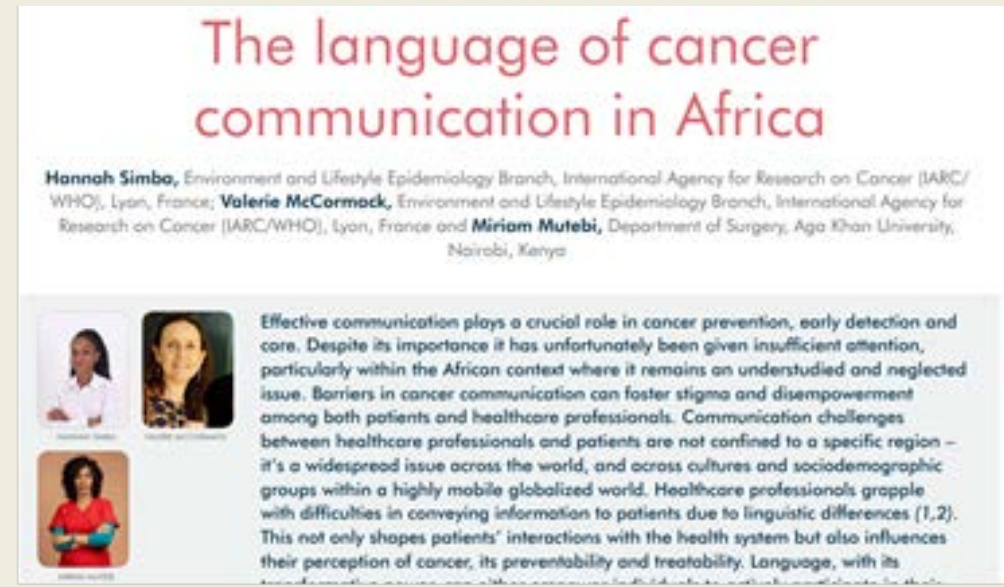 The language of cancer
communication in Africa
Hannah Simba, Environment and Lifestyle Epidemiology Branch, International Agency for Research on Cancer (IARC/
WHO), Lyon, France; Valerie McCormack, Environment and Lifestyle Epidemiology Branch, International Agency for
Research on Cancer (IARC/WHO), Lyon, France and Miriam Mutebi, Department of Surgery, Aga Khan University,
Nairobi, Kenya
Effective communication plays a crucial role in cancer prevention, early detection and
care. Despite its importance it has unfortunately been given insufficient attention,
particularly within the African context where it remains an understudied and neglected
issue. Barriers in cancer communication can foster stigma and disempowerment
among both patients and healthcare professionals. Communication challenges
between healthcare professionals and patients are not confined to a specific region –
it's a widespread issue across the world, and across cultures and sociodemographic
groups within a highly mobile globalized world. Healthcare professionals grapple
with difficulties in conveying information to patients due to linguistic differences (1,2).
This not only shapes patients' interactions with the health system but also influences
their perception of cancer, its preventability and treatability. Language, with its